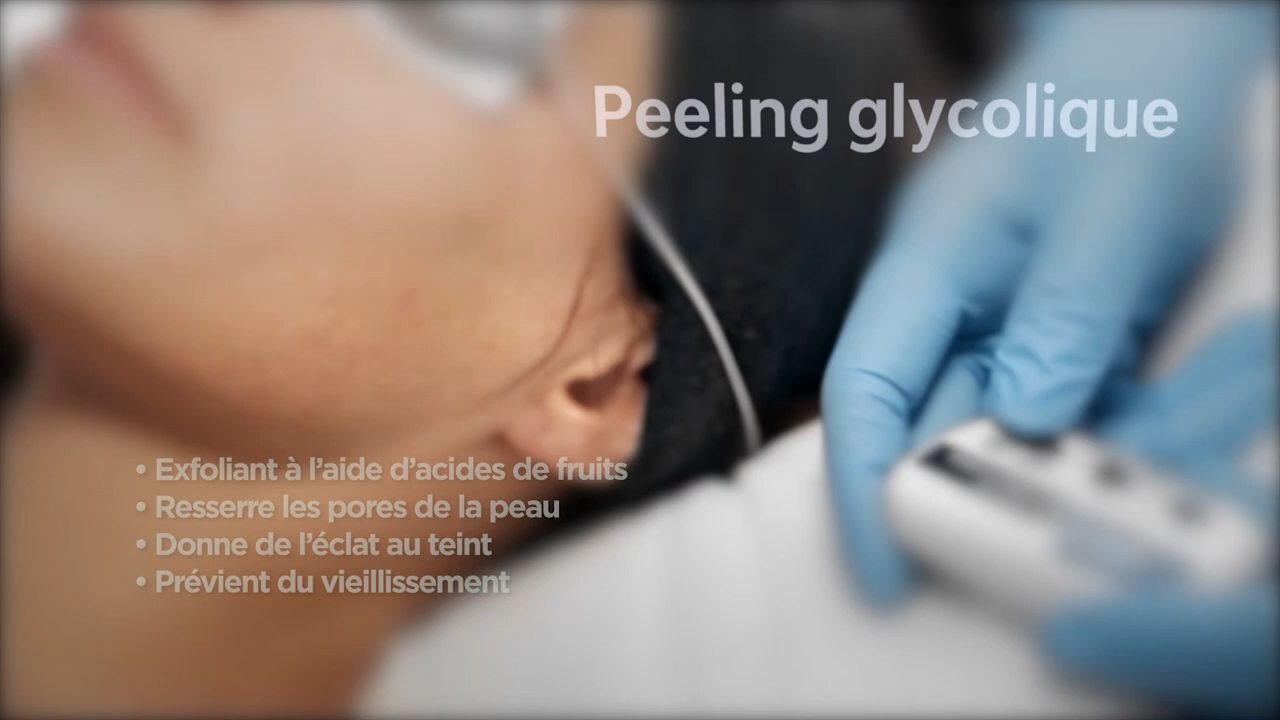 Peeling glycolique
• Exfoliant à l’aide d’acides de fruits
• Resserre les pores de la peau
• Donne de l’éclat au teint
• Prévient du vieillissement